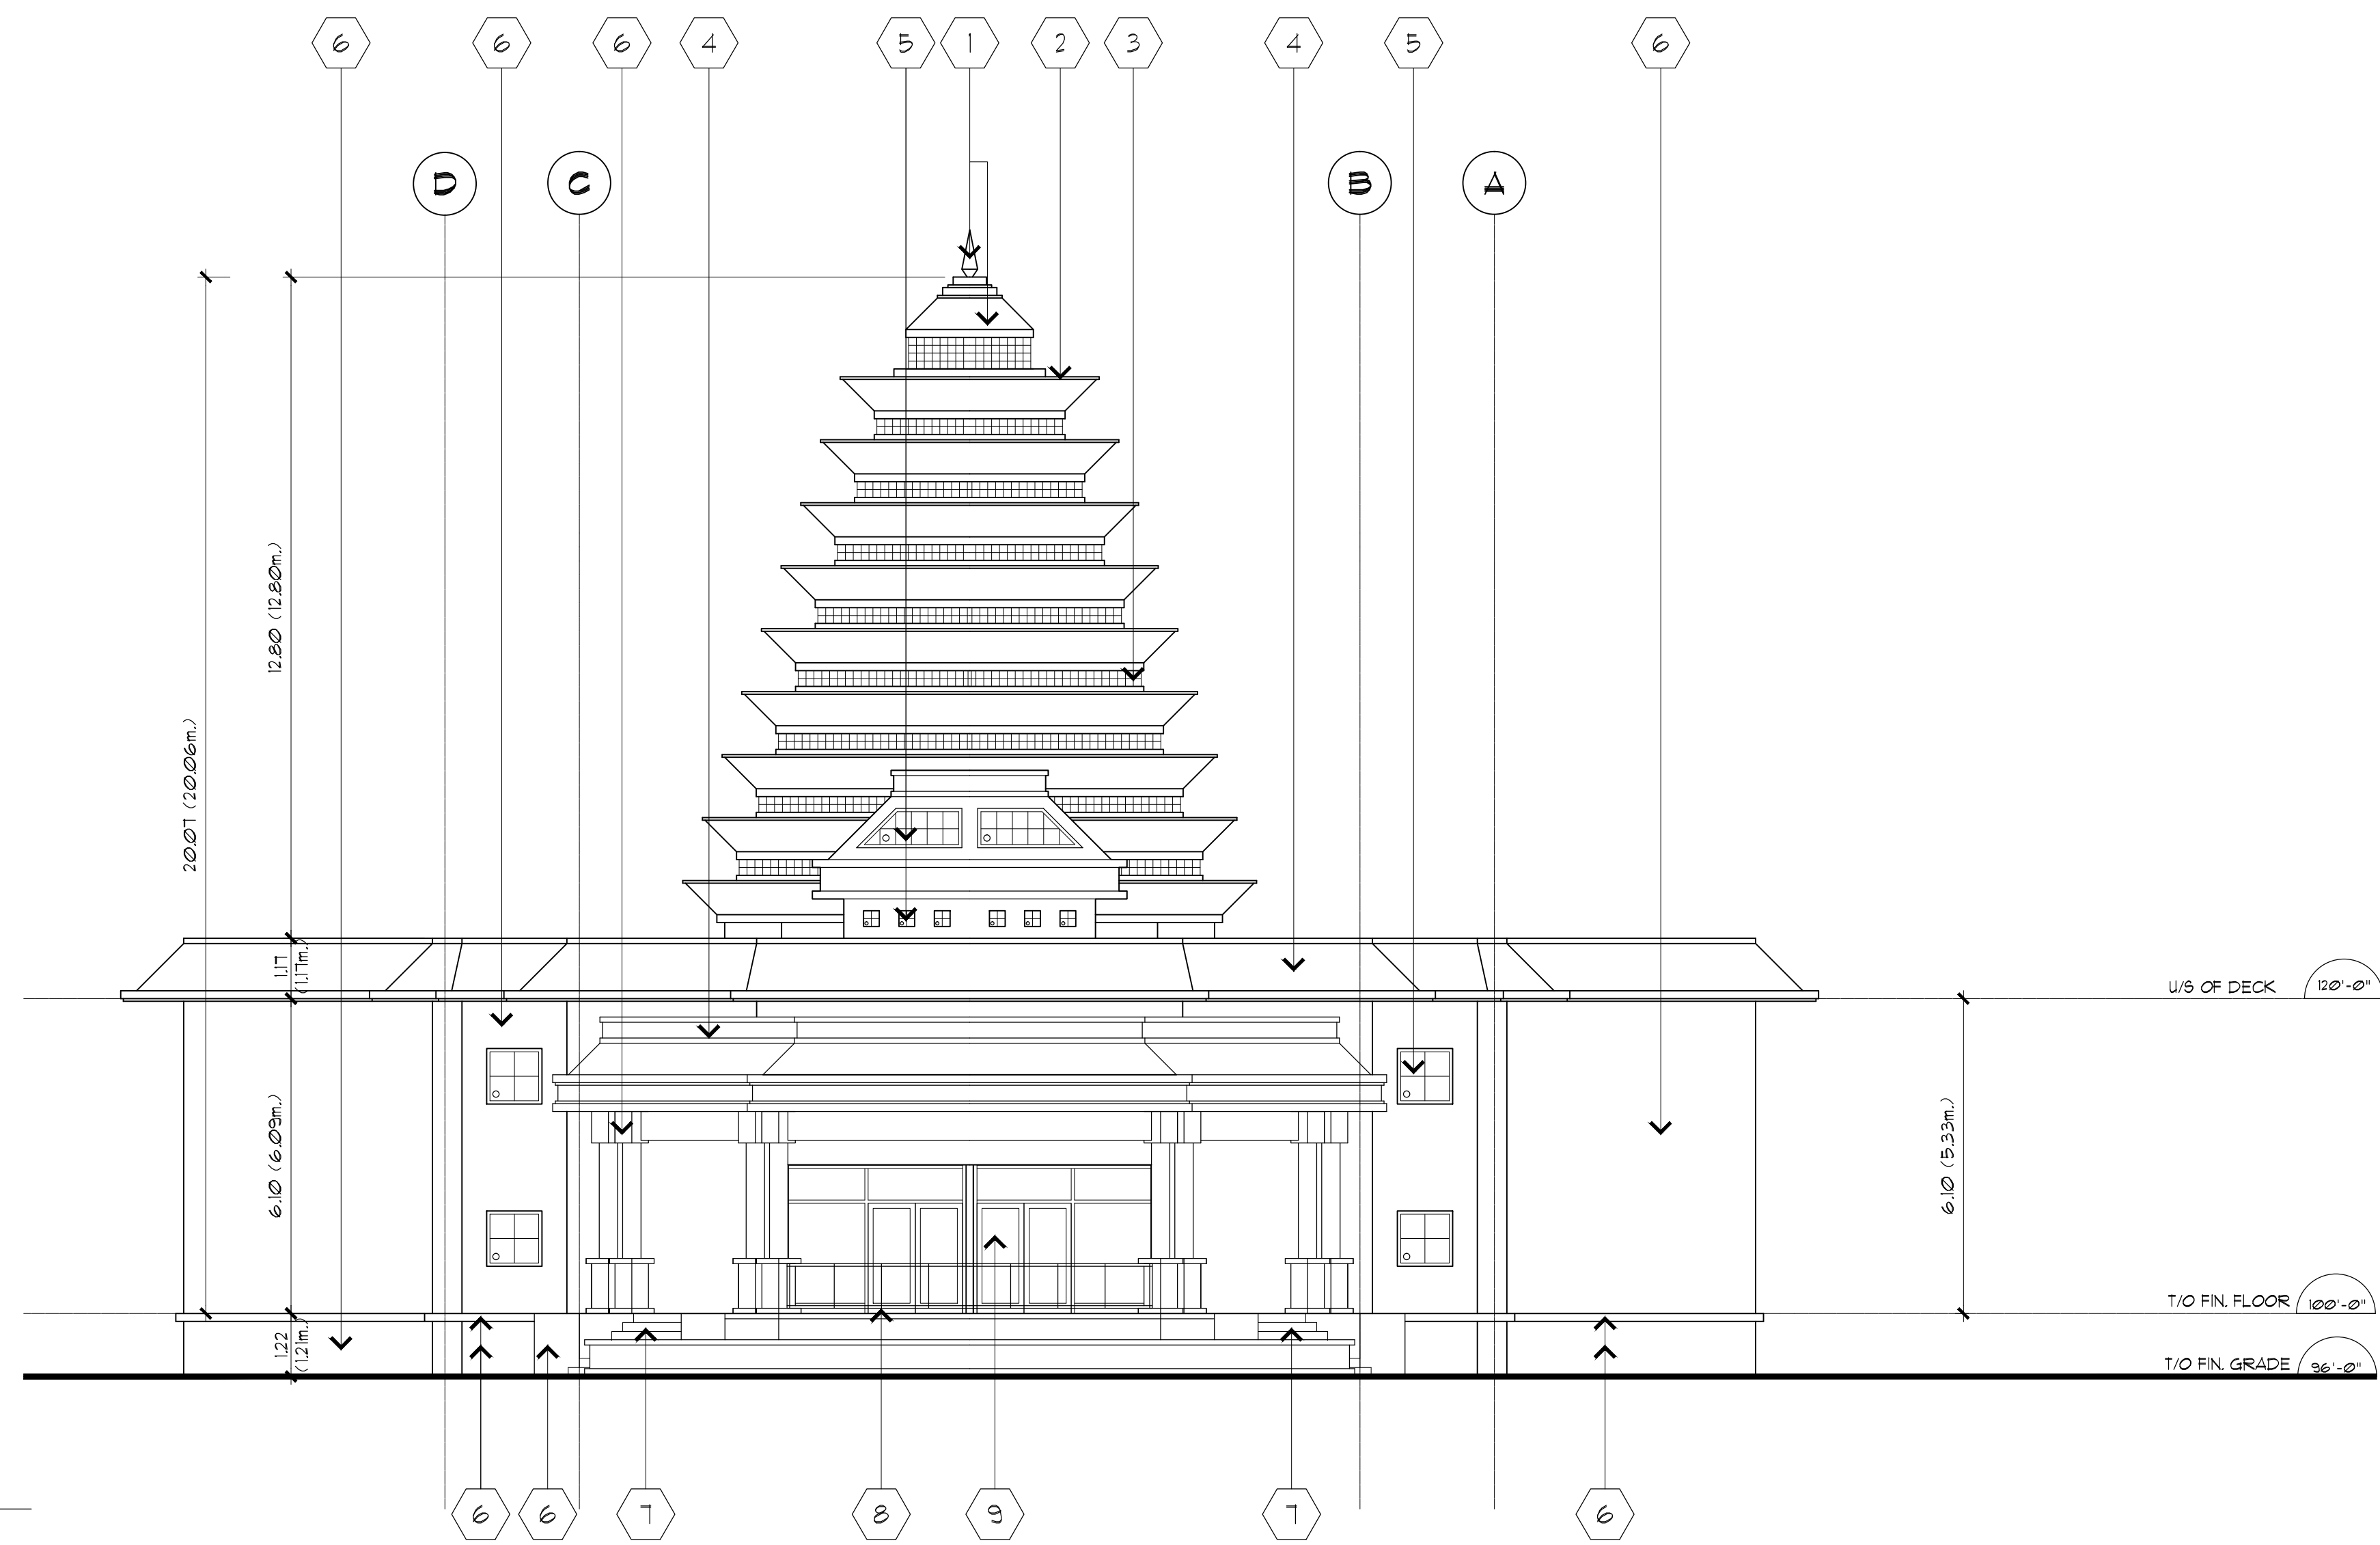 6 6 6 4 5 1 2 3 4 5 6
D C B A
12.80 (12.80m.)
20.07 (20.06m.)
1.17
(1.17m.)
U/S OF DECK 120'-0"
6.10 (6.09m.)
6.10 (5.33m.)
T/O FIN. FLOOR 100'-0"
1.22
(1.21m.)
T/O FIN. GRADE 96'-0"
6 6 7 8 9 7 6